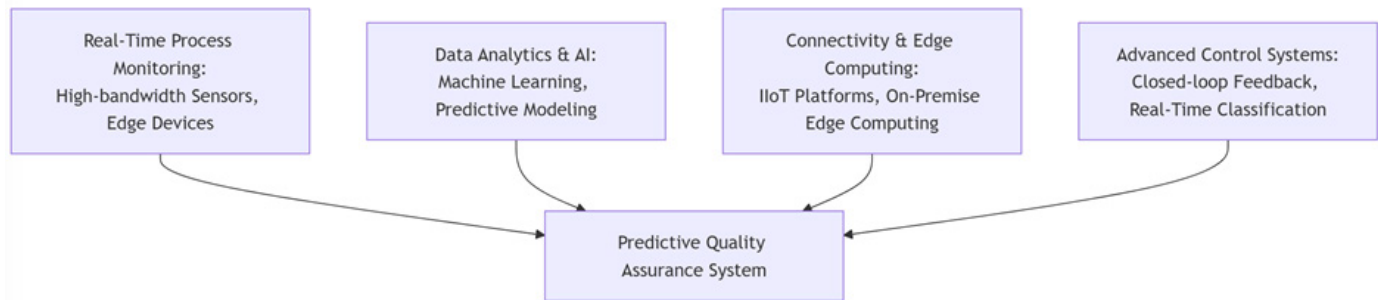 Real-Time Process
Monitoring:
High-bandwidth Sensors,
Edge Devices
Data Analytics & AI:
Machine Learning,
Predictive Modeling
Connectivity & Edge
Computing:
IIoT Platforms, On-Premise
Edge Computing
Advanced Control Systems:
Closed-loop Feedback,
Real-Time Classification
Predictive Quality
Assurance System